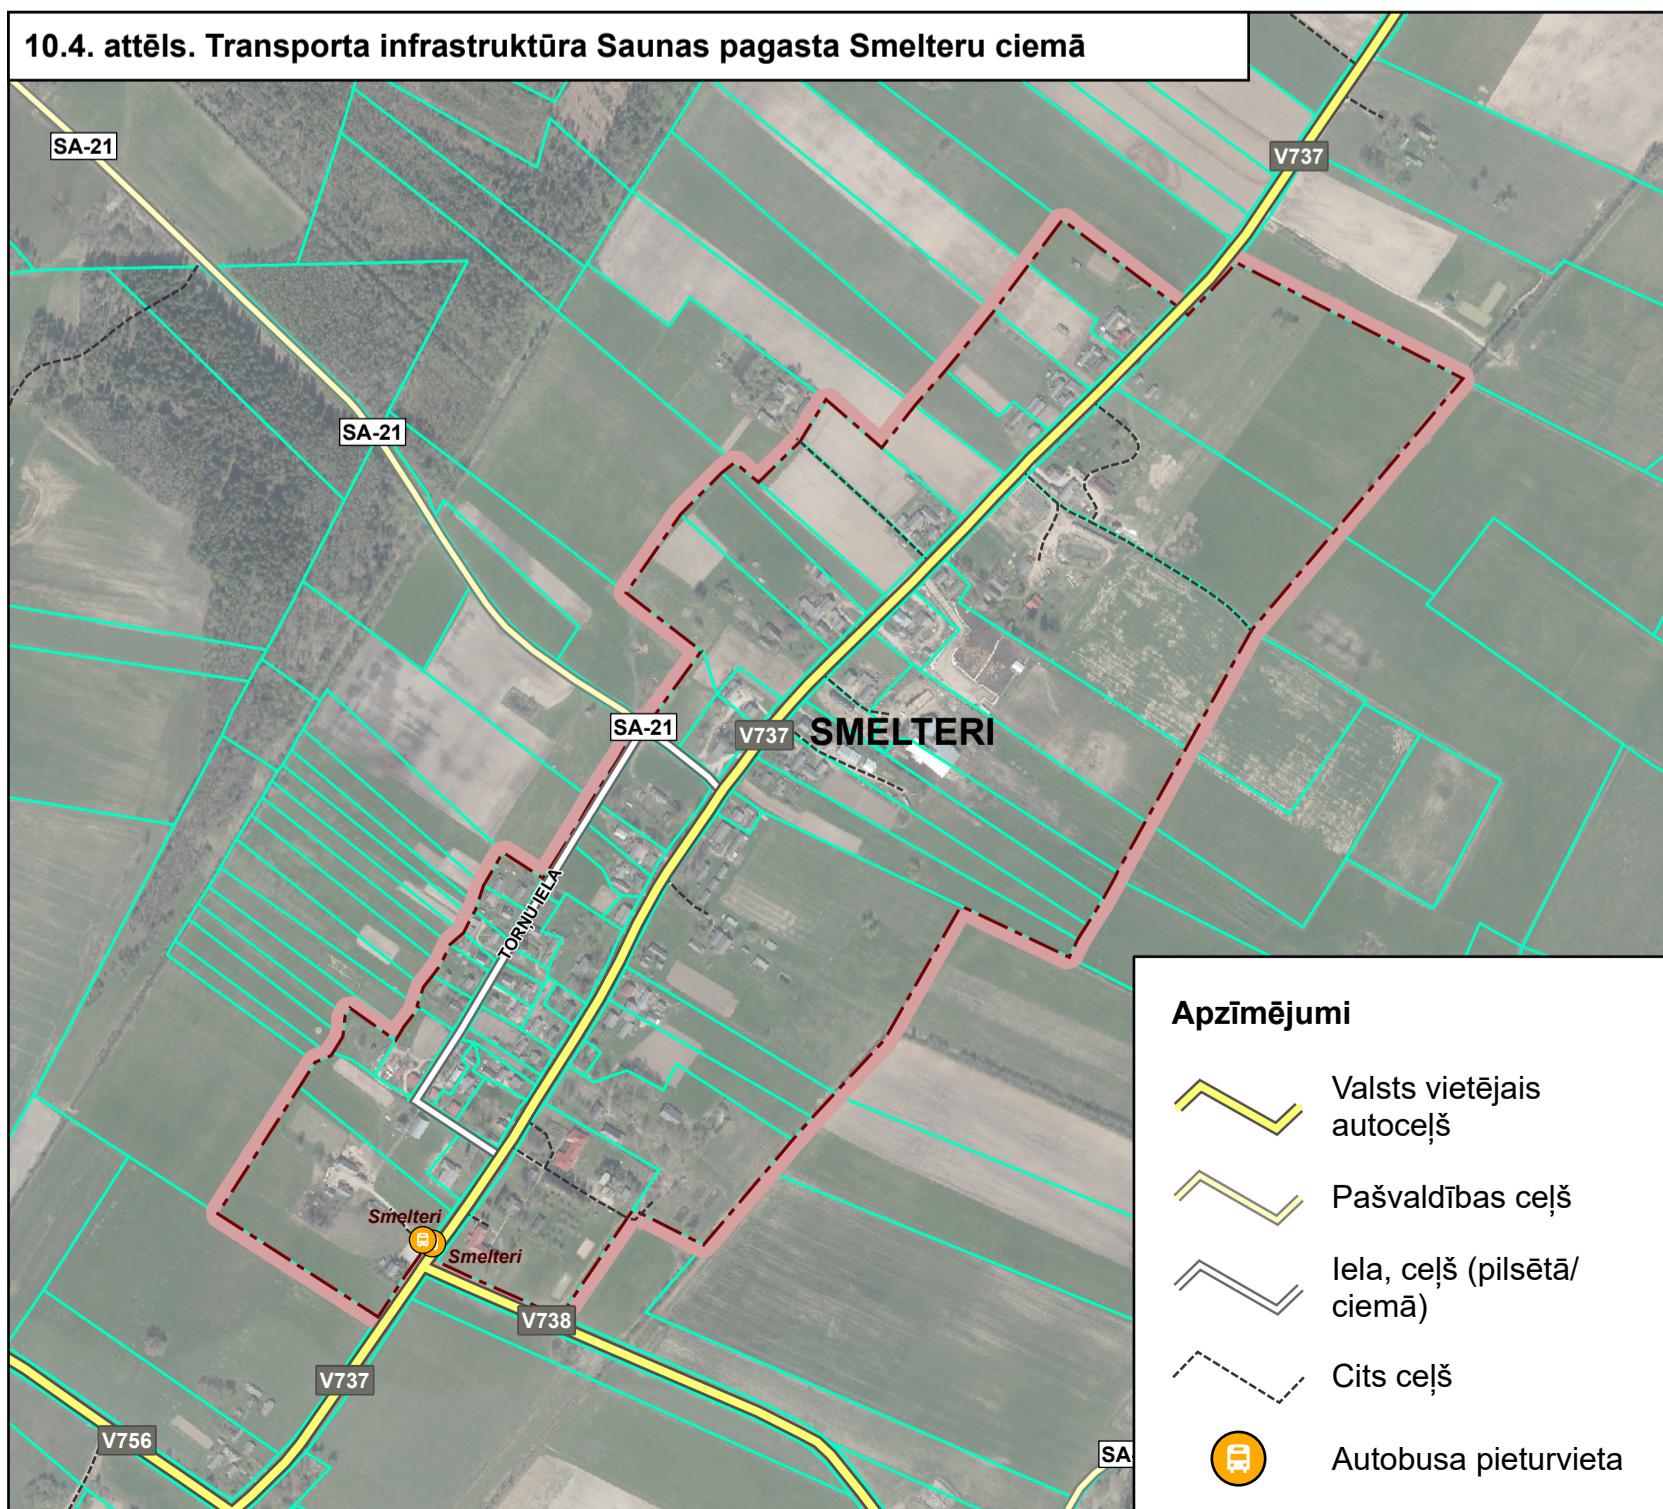 10.4. attēls. Transporta infrastruktūra Saunas pagasta Smelteru ciemā
SA-21
V737
SA-21
SA-21
V737
SMELTERI
TORŅU IELA
Smelteri
Smelteri
V738
V737
V756
SA-
Apzīmējumi
Valsts vietējais
autoceļš
Pašvaldības ceļš
Iela, ceļš (pilsētā/
ciemā)
Cits ceļš
Autobusa pieturvieta